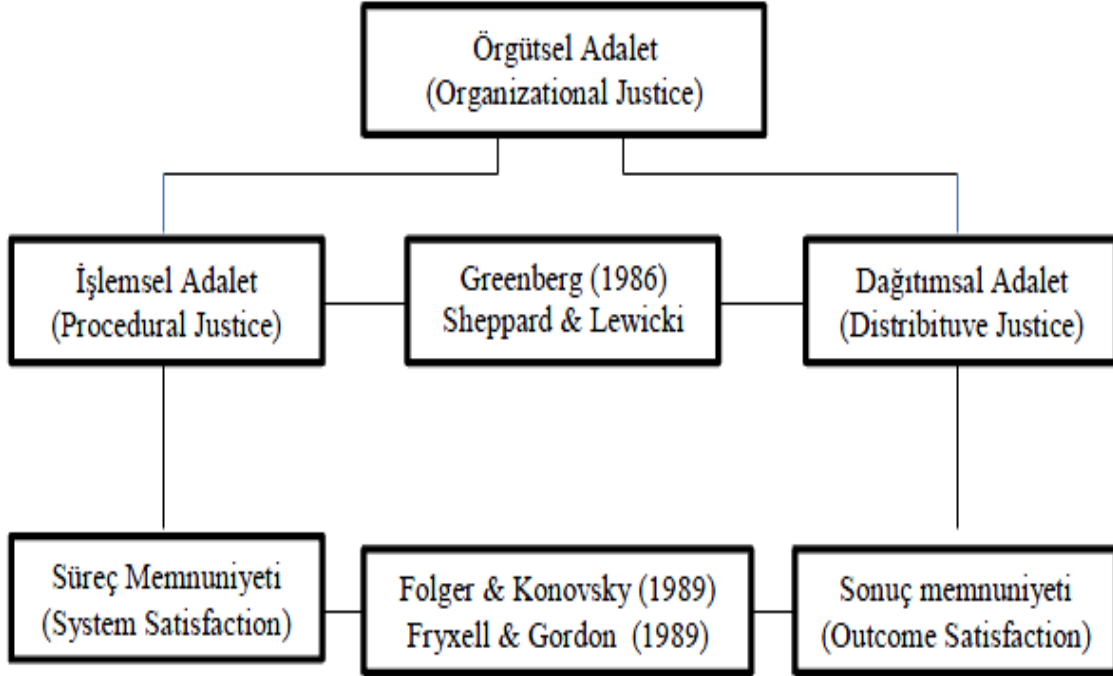 Örgütsel Adalet
(Organizational Justice)
İşlemsel Adalet
(Procedural Justice)
Greenberg (1986)
Sheppard & Lewicki
Dağıtımsal Adalet
(Distribituve Justice)
Süreç Memnuniyeti
(System Satisfaction)
Folger & Konovsky (1989)
Fryxell & Gordon (1989)
Sonuç memnuniyeti
(Outcome Satisfaction)